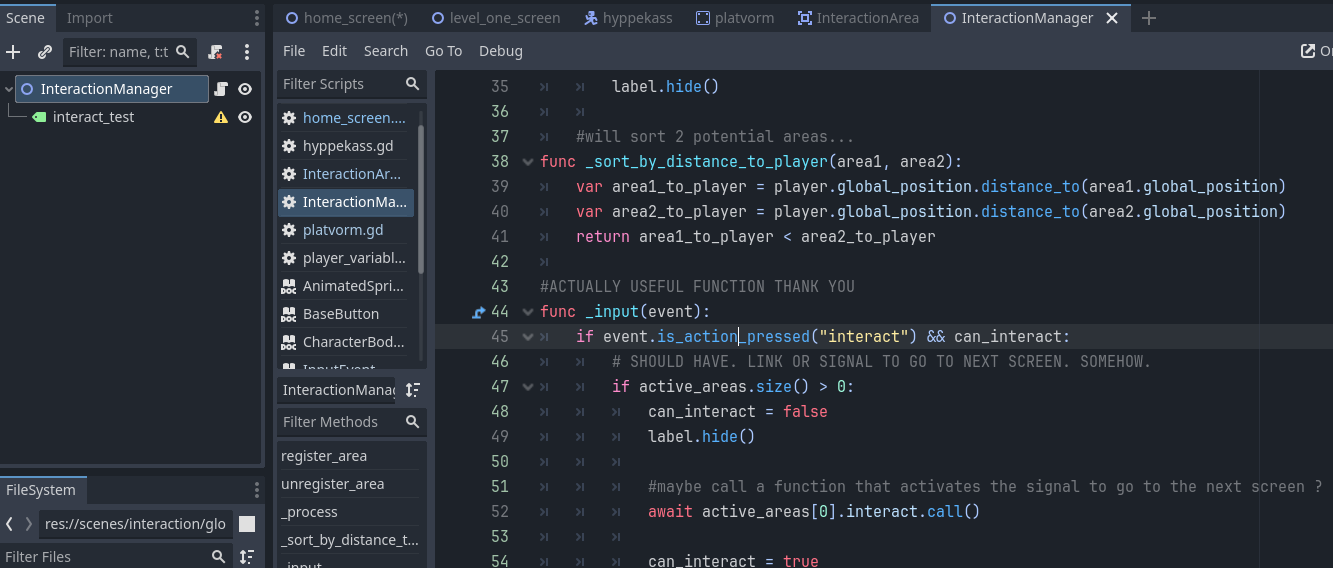 Scene Import
home_screen(*) level_one_screen hyppekass platvorm InteractionArea InteractionManager
File Edit Search Go To Debug
Filter: name, t:t
InteractionManager
interact_test
Filter Scripts
home_screen....
hyppekass.gd
InteractionAr...
InteractionMa...
platvorm.gd
player_variabl...
AnimatedSpri...
BaseButton
CharacterBod...
InputEvent
InteractionManag
Filter Methods
register_area
unregister_area
_process
_sort_by_distance_t...
_input
35 label.hide()
36
37 #will sort 2 potential areas...
38 func _sort_by_distance_to_player(area1, area2):
39 var area1_to_player = player.global_position.distance_to(area1.global_position)
40 var area2_to_player = player.global_position.distance_to(area2.global_position)
41 return area1_to_player < area2_to_player
42
43 #ACTUALLY USEFUL FUNCTION THANK YOU
44 func _input(event):
45 if event.is_action_pressed("interact") && can_interact:
46 # SHOULD HAVE. LINK OR SIGNAL TO GO TO NEXT SCREEN. SOMEHOW.
47 if active_areas.size() > 0:
48 can_interact = false
49 label.hide()
50
51 #maybe call a function that activates the signal to go to the next screen ?
52 await active_areas[0].interact.call()
53
54 can_interact = true
FileSystem
res://scenes/interaction/glo
Filter Files